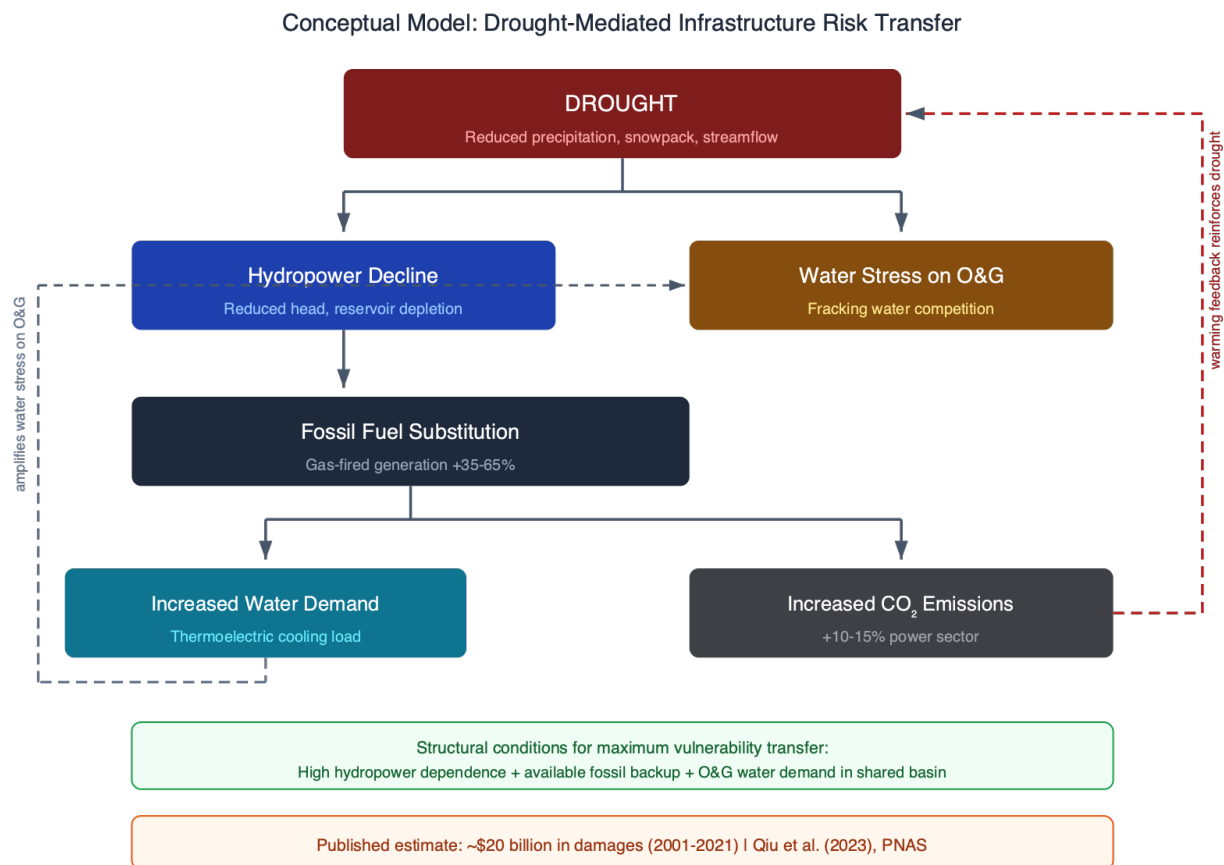 Conceptual Model: Drought-Mediated Infrastructure Risk Transfer
DROUGHT
Reduced precipitation, snowpack, streamflow
Hydropower Decline
Reduced head, reservoir depletion
Water Stress on O&G
Fracking water competition
amplifies water stress on O&G
warming feedback reinforces drought
Fossil Fuel Substitution
Gas-fired generation +35-65%
Increased Water Demand
Thermoelectric cooling load
Increased CO₂ Emissions
+10-15% power sector
Structural conditions for maximum vulnerability transfer:
High hydropower dependence + available fossil backup + O&G water demand in shared basin
Published estimate: ~$20 billion in damages (2001-2021) | Qiu et al. (2023), PNAS